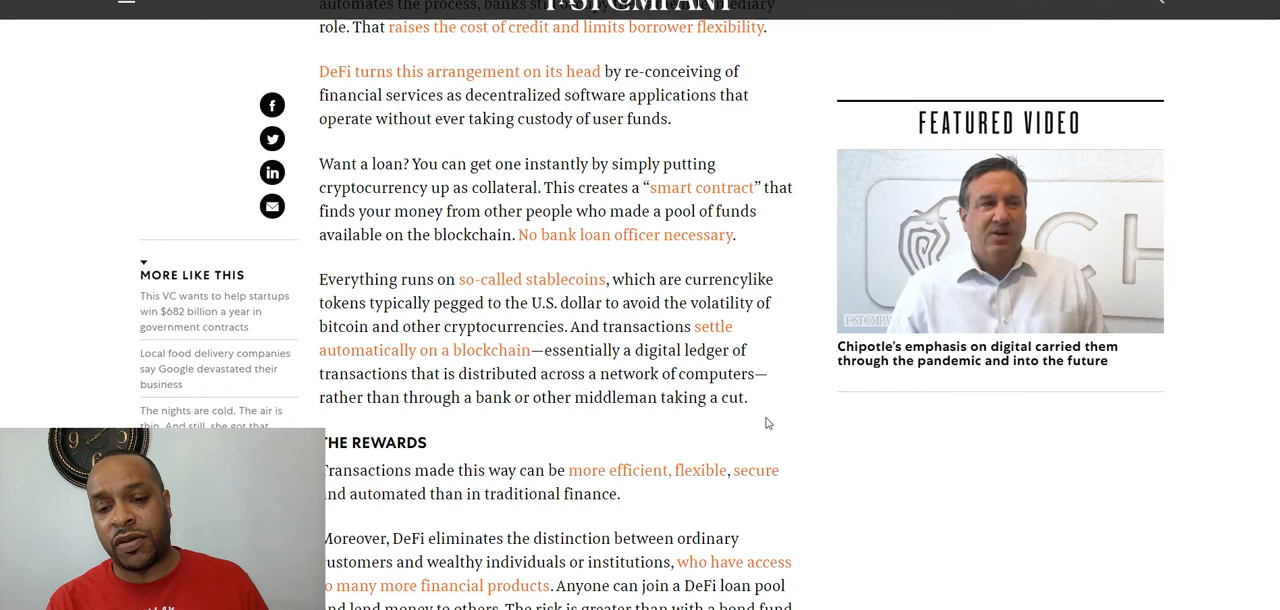 automates the process, banks still
role. That raises the cost of credit and limits borrower flexibility.
DeFi turns this arrangement on its head by re-conceiving of
financial services as decentralized software applications that
operate without ever taking custody of user funds.
Want a loan? You can get one instantly by simply putting
cryptocurrency up as collateral. This creates a “smart contract” that
finds your money from other people who made a pool of funds
available on the blockchain. No bank loan officer necessary.
Everything runs on so-called stablecoins, which are currencylike
tokens typically pegged to the U.S. dollar to avoid the volatility of
bitcoin and other cryptocurrencies. And transactions settle
automatically on a blockchain—essentially a digital ledger of
transactions that is distributed across a network of computers—
rather than through a bank or other middleman taking a cut.
THE REWARDS
Transactions made this way can be more efficient, flexible, secure
and automated than in traditional finance.
Moreover, DeFi eliminates the distinction between ordinary
customers and wealthy individuals or institutions, who have access
to many more financial products. Anyone can join a DeFi loan pool
and lend money to others. The risk is greater than with a bond fund
MORE LIKE THIS
This VC wants to help startups
win $682 billion a year in
government contracts
Local food delivery companies
say Google devastated their
business
The nights are cold. The air is
thin. And still, she got that
FEATURED VIDEO
CH
FAST COMPANY
Chipotle’s emphasis on digital carried them
through the pandemic and into the future
9
6
3